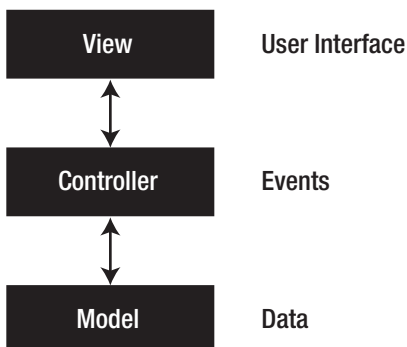 View User Interface
Controller Events
Model Data